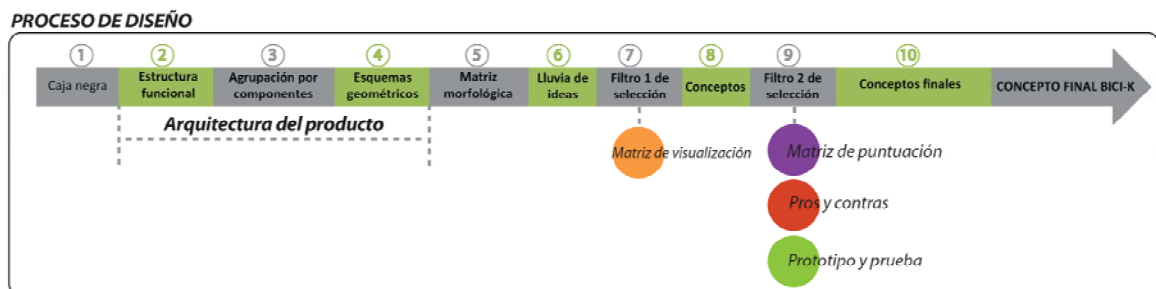 PROCESO DE DISEÑO
1 2 3 4 5 6 7 8 9 10
Caja negra
Estructura
funcional
Agrupación por
componentes
Esquemas
geométricos
Matriz
morfológica
Lluvia de
ideas
Filtro 1 de
selección
Conceptos
Filtro 2 de
selección
Conceptos finales
CONCEPTO FINAL BICI-K
Arquitectura del producto
Matriz de visualización
Matriz de puntuación
Pros y contras
Prototipo y prueba